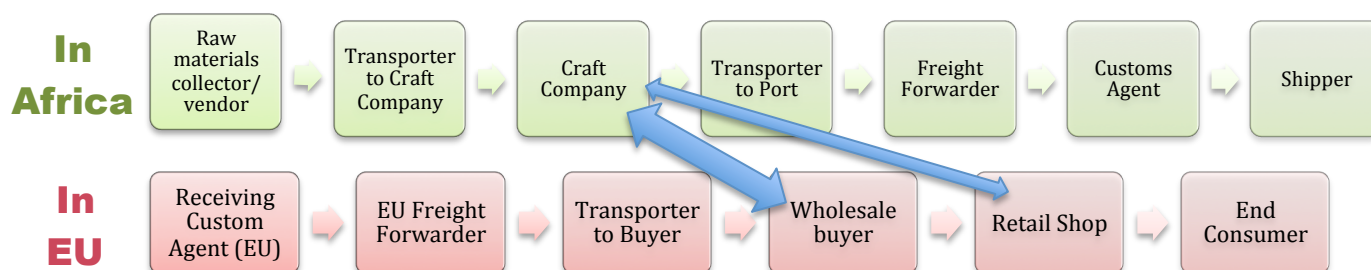 In
Africa
Raw
materials
collector/
vendor
Transporter
to Craft
Company
Craft
Company
Transporter
to Port
Freight
Forwarder
Customs
Agent
Shipper
In
EU
Receiving
Custom
Agent (EU)
EU Freight
Forwarder
Transporter
to Buyer
Wholesale
buyer
Retail Shop
End
Consumer